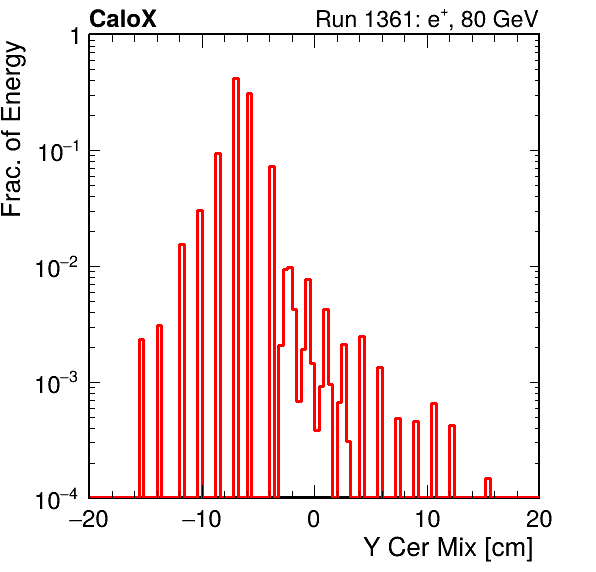 CaloX Run 1361: e⁺, 80 GeV
Frac. of Energy
1
10⁻¹
10⁻²
10⁻³
10⁻⁴
−20 −10 0 10 20
Y Cer Mix [cm]